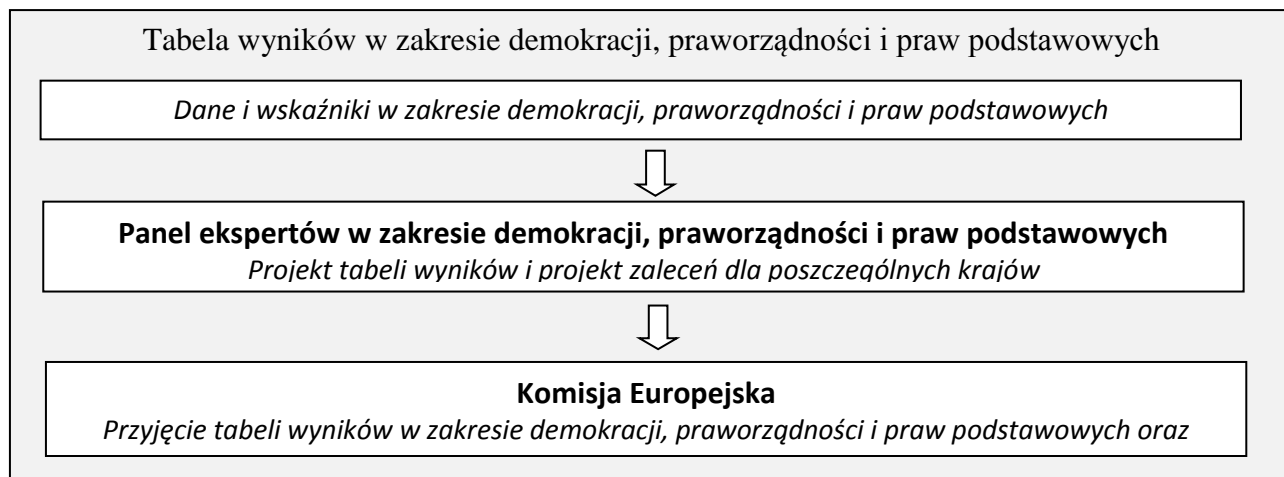 Tabela wyników w zakresie demokracji, praworządności i praw podstawowych
Dane i wskaźniki w zakresie demokracji, praworządności i praw podstawowych
Panel ekspertów w zakresie demokracji, praworządności i praw podstawowych
Projekt tabeli wyników i projekt zaleceń dla poszczególnych krajów
Komisja Europejska
Przyjęcie tabeli wyników w zakresie demokracji, praworządności i praw podstawowych oraz